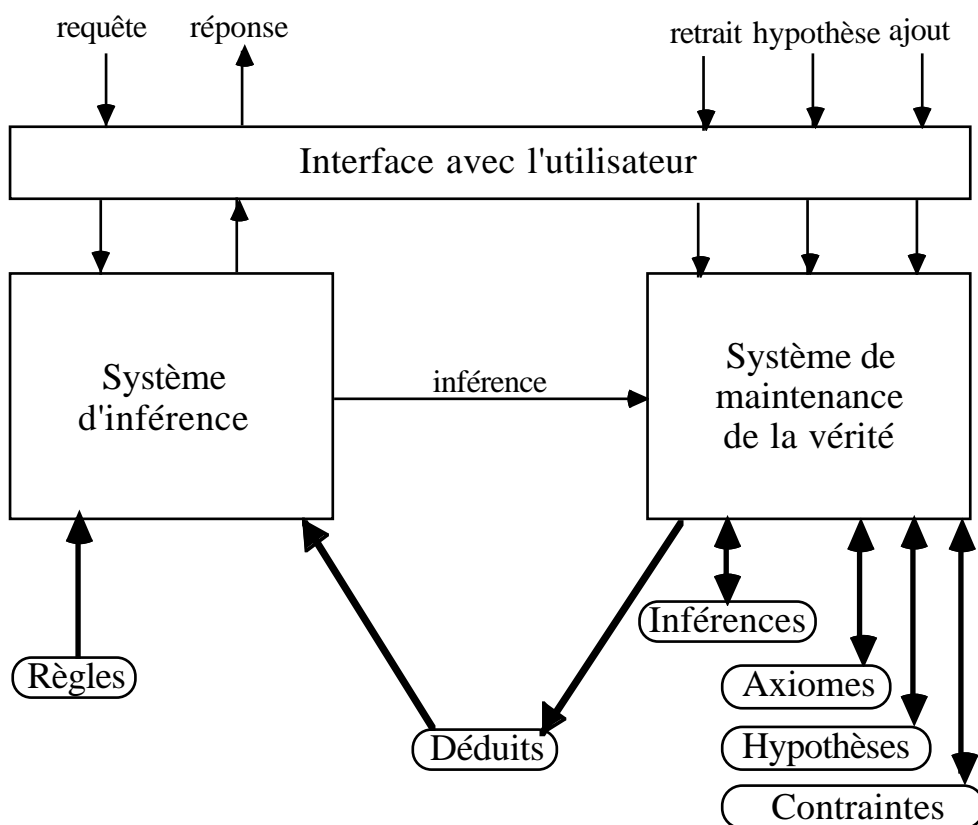 requête réponse retrait hypothèse ajout
Interface avec l'utilisateur
Système
d'inférence
inférence
Système de
maintenance
de la vérité
Inférences
Règles
Axiomes
Déduits
Hypothèses
Contraintes